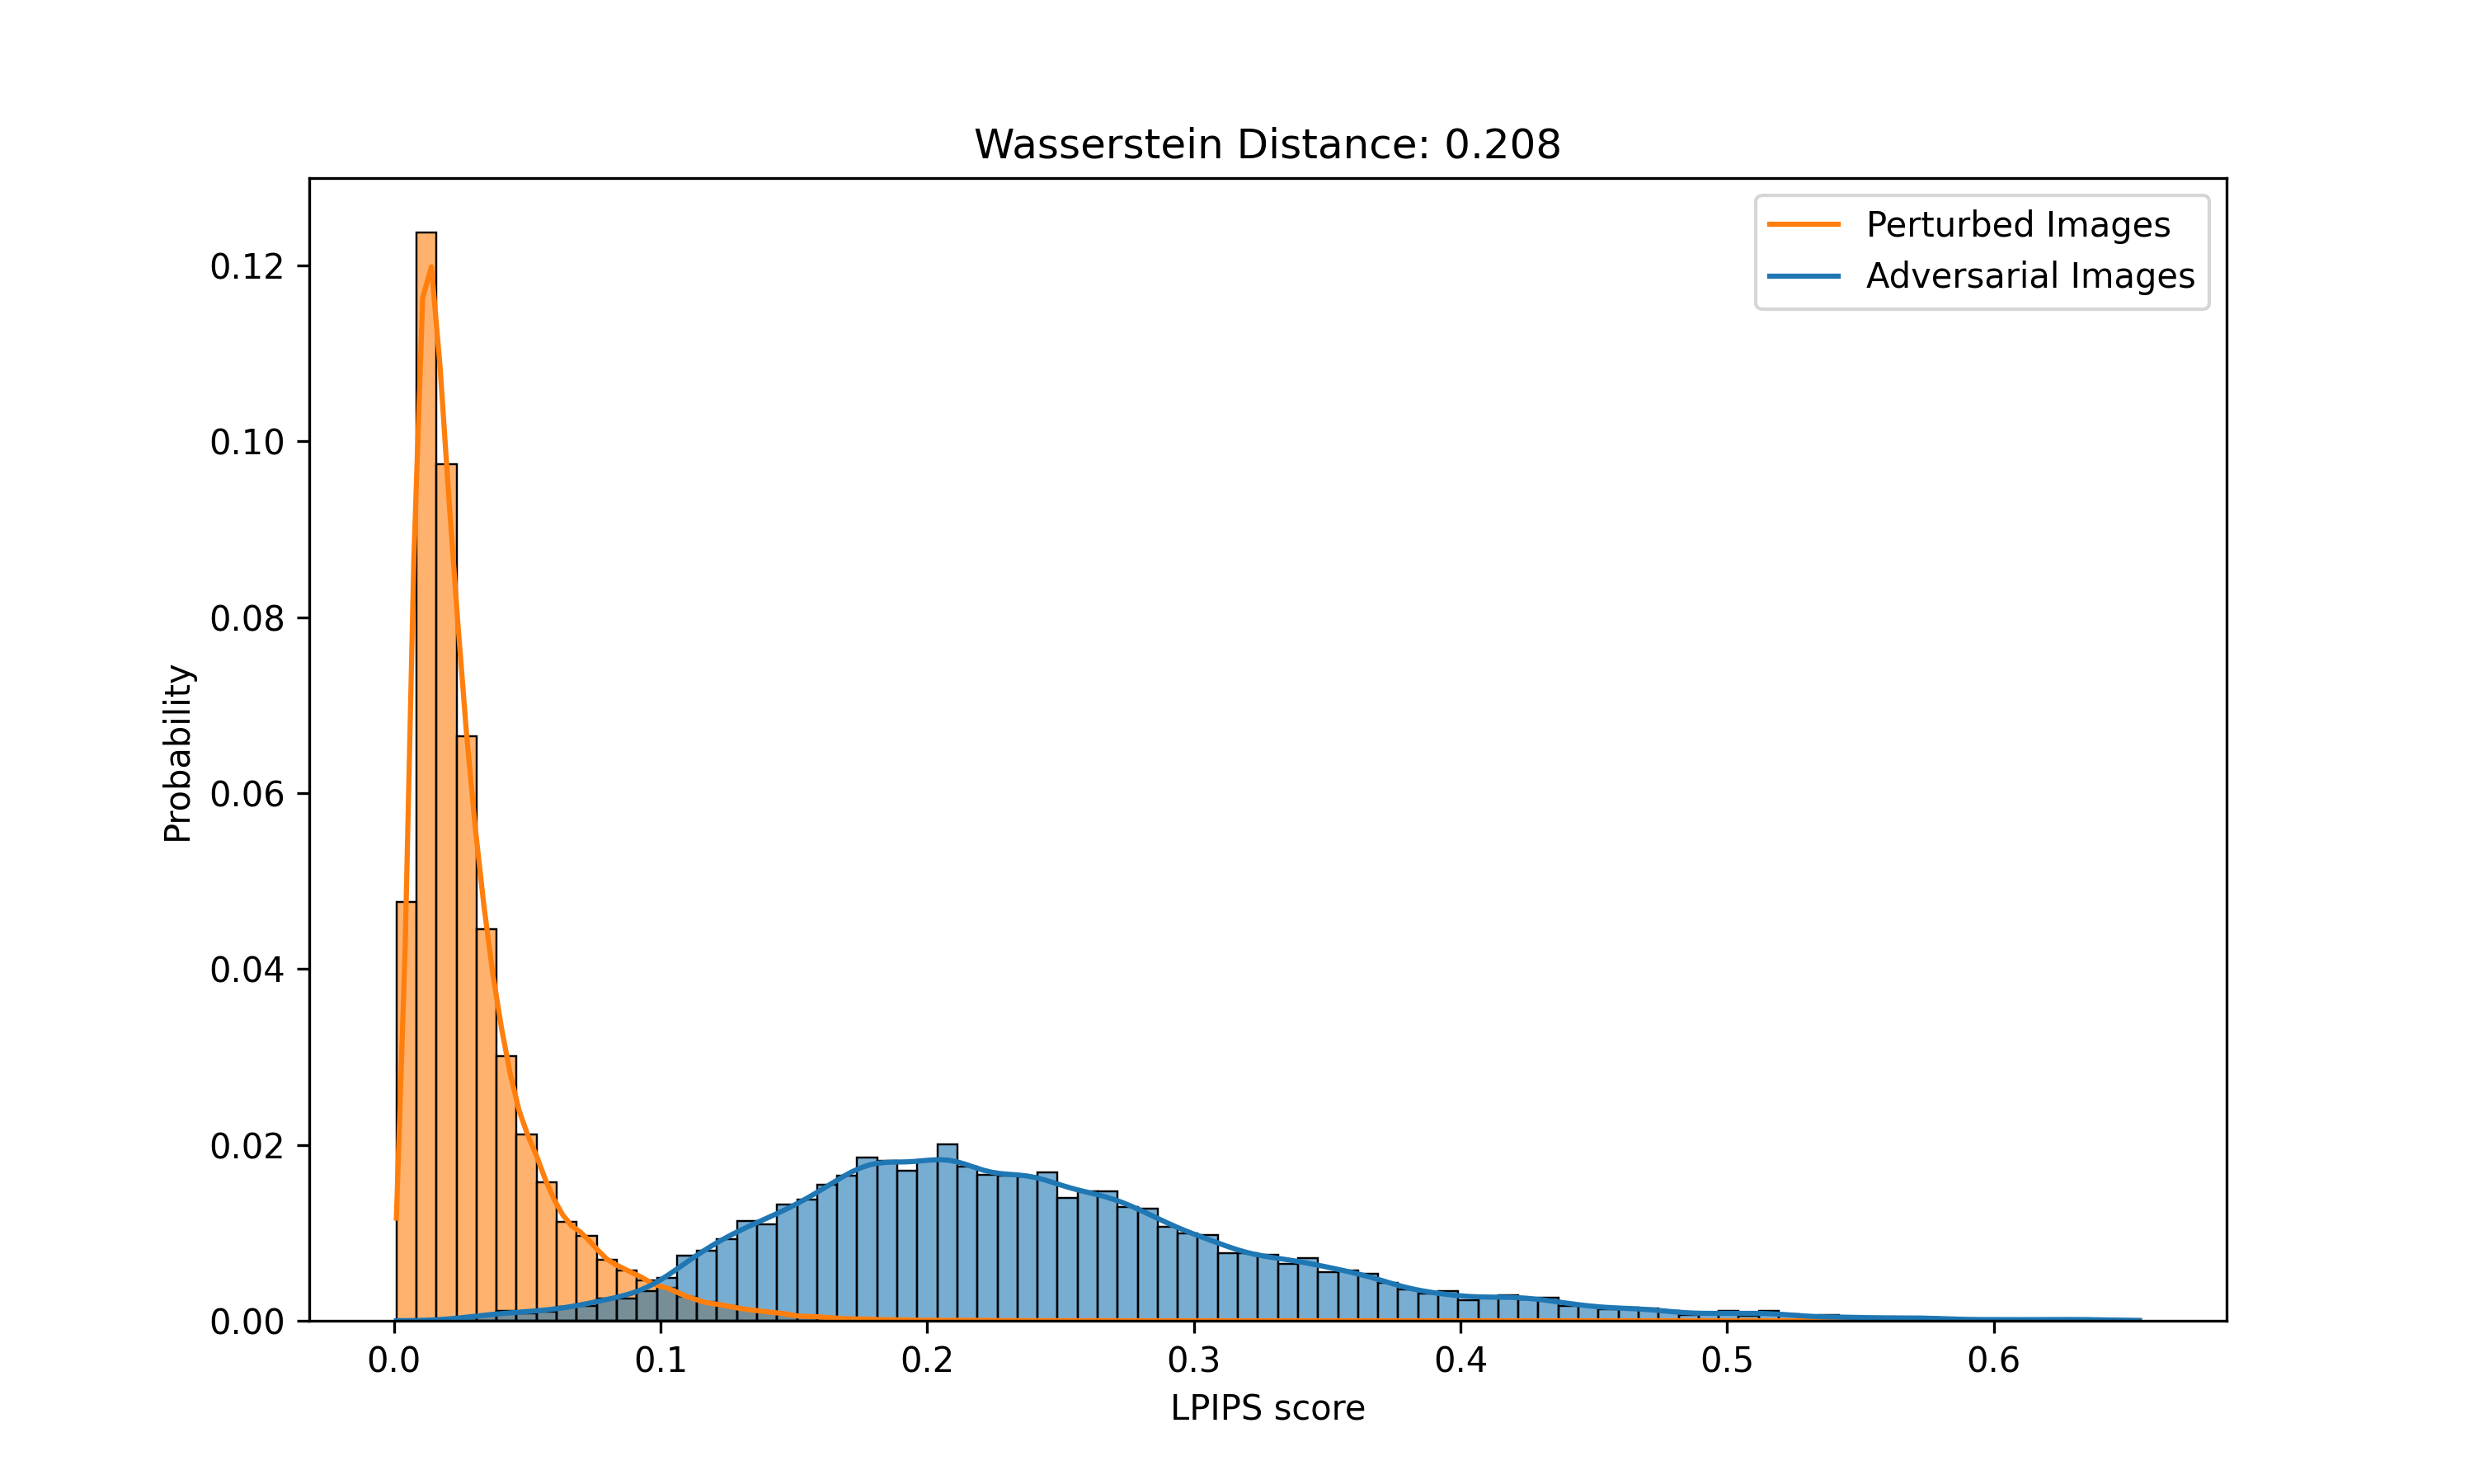 Wasserstein Distance: 0.208
Perturbed Images
Adversarial Images
Probability
0.12
0.10
0.08
0.06
0.04
0.02
0.00
0.0 0.1 0.2 0.3 0.4 0.5 0.6
LPIPS score